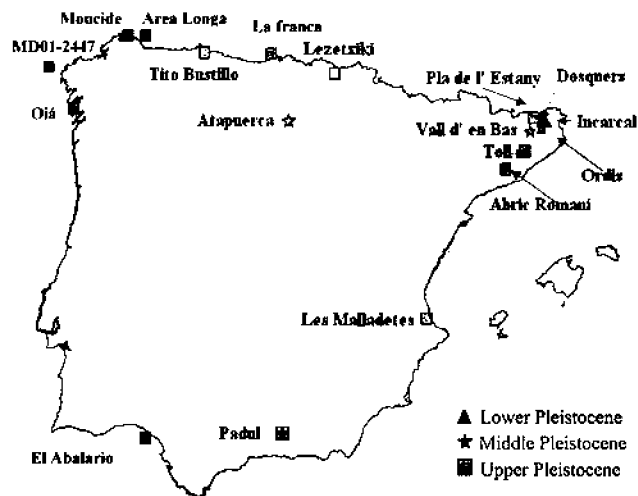 Moucide
Area Longa
La franca
MD01-2447
Lezetxiki
Tito Bustillo
Pla de l' Estany
Dosquers
Oiá
Atapuerca
Vall d' en Bas
Incarcal
Toll
Ordis
Abric Romaní
Les Malladetes
Padul
El Abalario
Lower Pleistocene
Middle Pleistocene
Upper Pleistocene